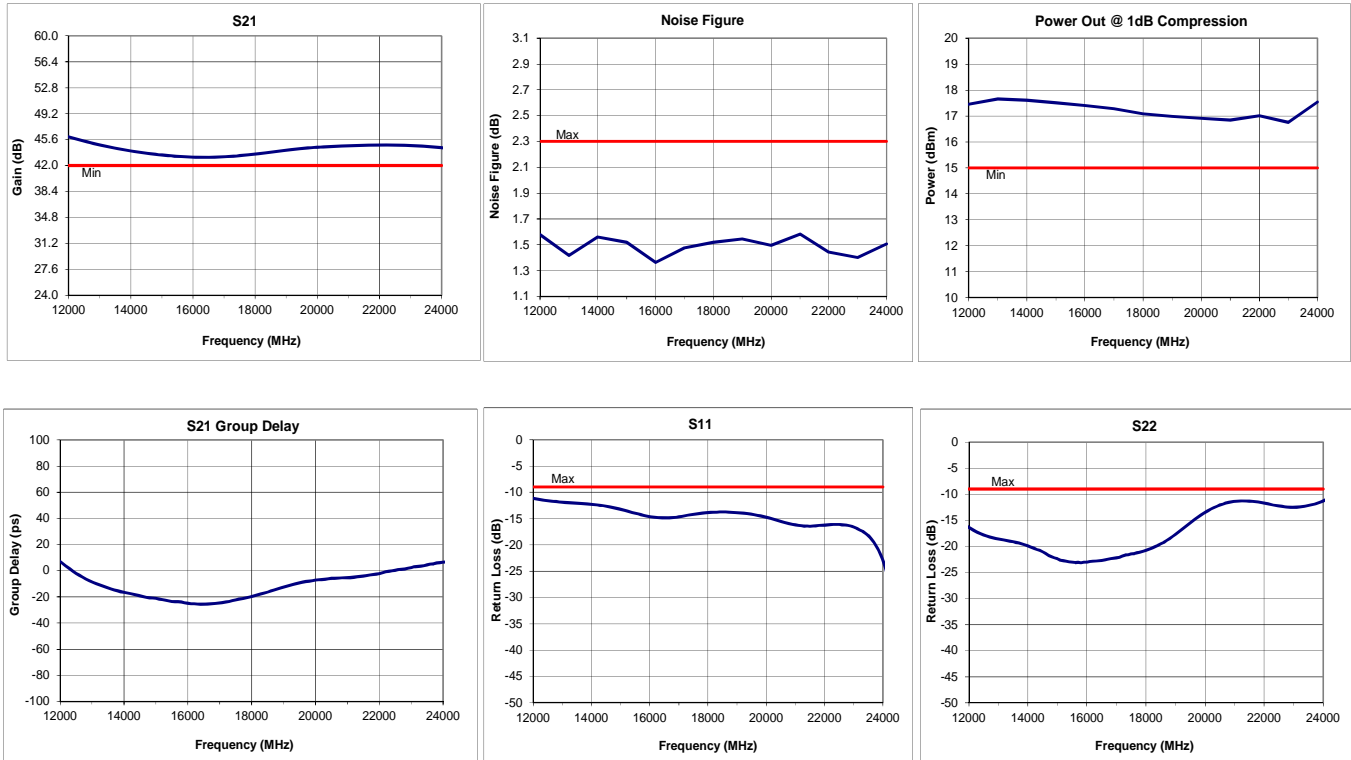 S21
Gain (dB)
60.0
56.4
52.8
49.2
45.6
42.0
38.4
34.8
31.2
27.6
24.0
Min
12000 14000 16000 18000 20000 22000 24000
Frequency (MHz)
Noise Figure
Noise Figure (dB)
3.1
2.9
2.7
2.5
2.3
2.1
1.9
1.7
1.5
1.3
1.1
Max
12000 14000 16000 18000 20000 22000 24000
Frequency (MHz)
Power Out @ 1dB Compression
Power (dBm)
20
19
18
17
16
15
14
13
12
11
10
Min
12000 14000 16000 18000 20000 22000 24000
Frequency (MHz)
S21 Group Delay
Group Delay (ps)
100
80
60
40
20
0
-20
-40
-60
-80
-100
12000 14000 16000 18000 20000 22000 24000
Frequency (MHz)
S11
Return Loss (dB)
0
-5
-10
-15
-20
-25
-30
-35
-40
-45
-50
Max
12000 14000 16000 18000 20000 22000 24000
Frequency (MHz)
S22
Return Loss (dB)
0
-5
-10
-15
-20
-25
-30
-35
-40
-45
-50
Max
12000 14000 16000 18000 20000 22000 24000
Frequency (MHz)